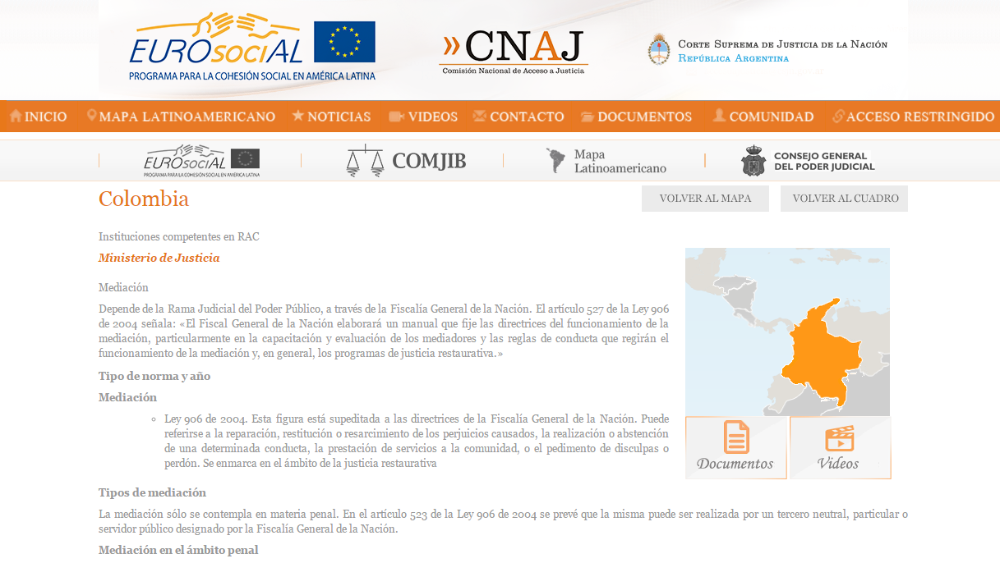 EUROsociAL
PROGRAMA PARA LA COHESIÓN SOCIAL EN AMÉRICA LATINA
»CNAJ
Comisión Nacional de Acceso a Justicia
Corte Suprema de Justicia de la Nación
República Argentina
INICIO MAPA LATINOAMERICANO NOTICIAS VIDEOS CONTACTO DOCUMENTOS COMUNIDAD ACCESO RESTRINGIDO
EUROsociAL
PROGRAMA PARA LA COHESIÓN SOCIAL EN AMÉRICA LATINA
COMJIB
Mapa
Latinoamericano
CONSEJO GENERAL
DEL PODER JUDICIAL
Colombia
VOLVER AL MAPA
VOLVER AL CUADRO
Instituciones competentes en RAC
Ministerio de Justicia
Mediación
Depende de la Rama Judicial del Poder Público, a través de la Fiscalía General de la Nación. El artículo 527 de la Ley 906
de 2004 señala: «El Fiscal General de la Nación elaborará un manual que fije las directrices del funcionamiento de la
mediación, particularmente en la capacitación y evaluación de los mediadores y las reglas de conducta que regirán el
funcionamiento de la mediación y, en general, los programas de justicia restaurativa.»
Tipo de norma y año
Mediación
Ley 906 de 2004. Esta figura está supeditada a las directrices de la Fiscalía General de la Nación. Puede
referirse a la reparación, restitución o resarcimiento de los perjuicios causados, la realización o abstención
de una determinada conducta, la prestación de servicios a la comunidad, o el pedimento de disculpas o
perdón. Se enmarca en el ámbito de la justicia restaurativa
Documentos
Videos
Tipos de mediación
La mediación sólo se contempla en materia penal. En el artículo 523 de la Ley 906 de 2004 se prevé que la misma puede ser realizada por un tercero neutral, particular o
servidor público designado por la Fiscalía General de la Nación.
Mediación en el ámbito penal